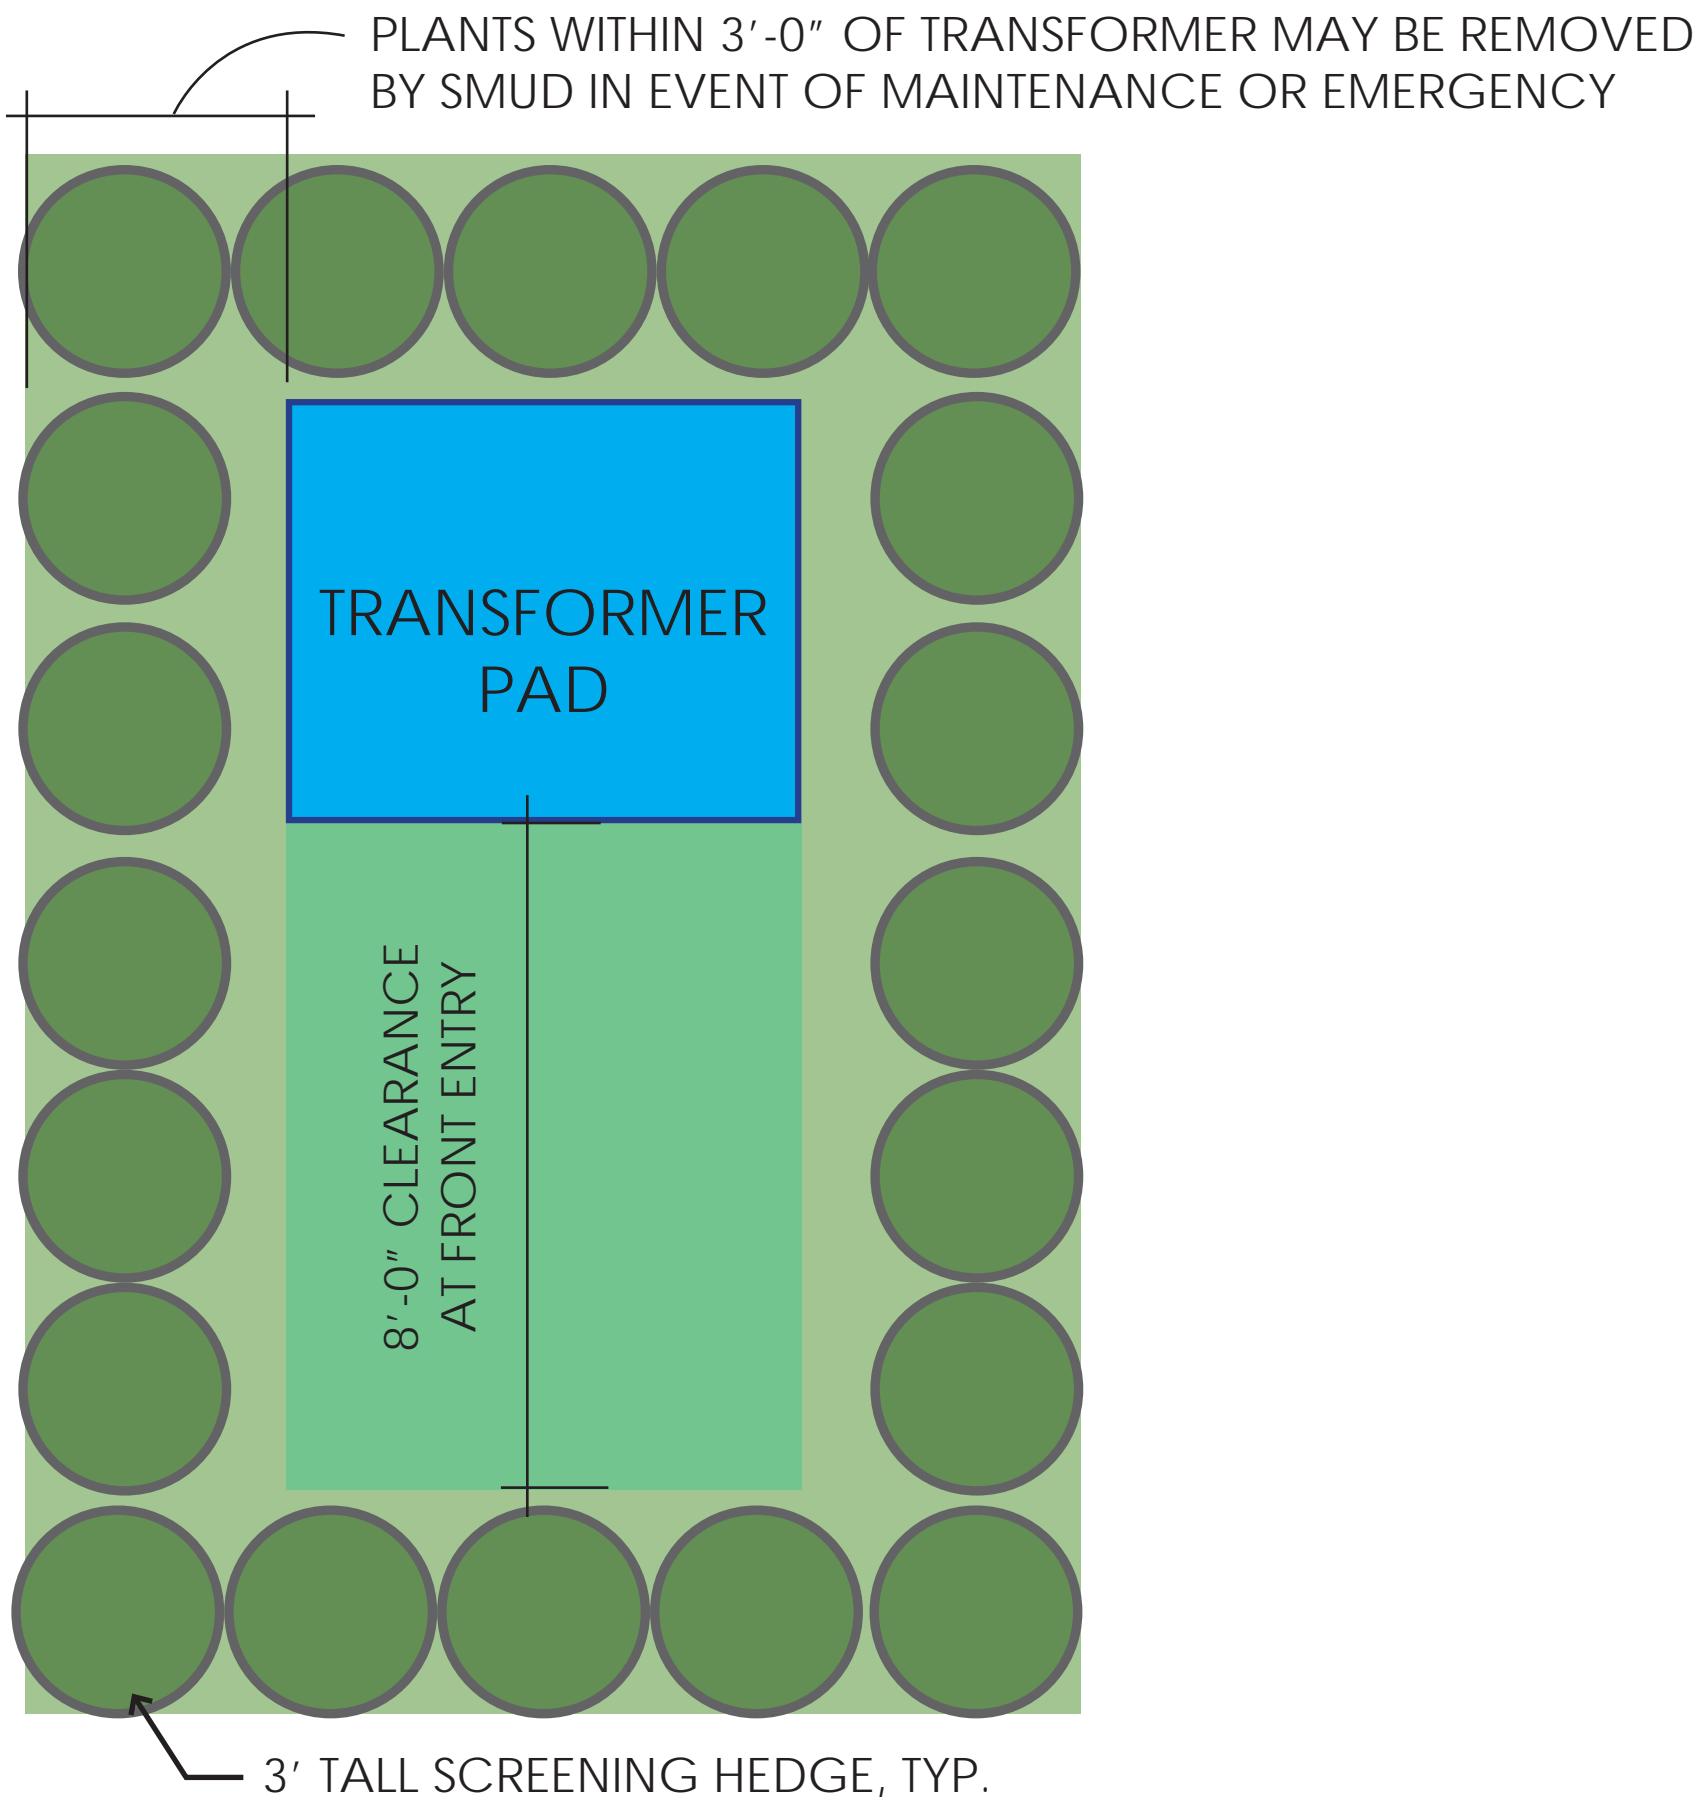 PLANTS WITHIN 3'-0" OF TRANSFORMER MAY BE REMOVED
BY SMUD IN EVENT OF MAINTENANCE OR EMERGENCY
TRANSFORMER
PAD
8'-0" CLEARANCE
AT FRONT ENTRY
3' TALL SCREENING HEDGE, TYP.